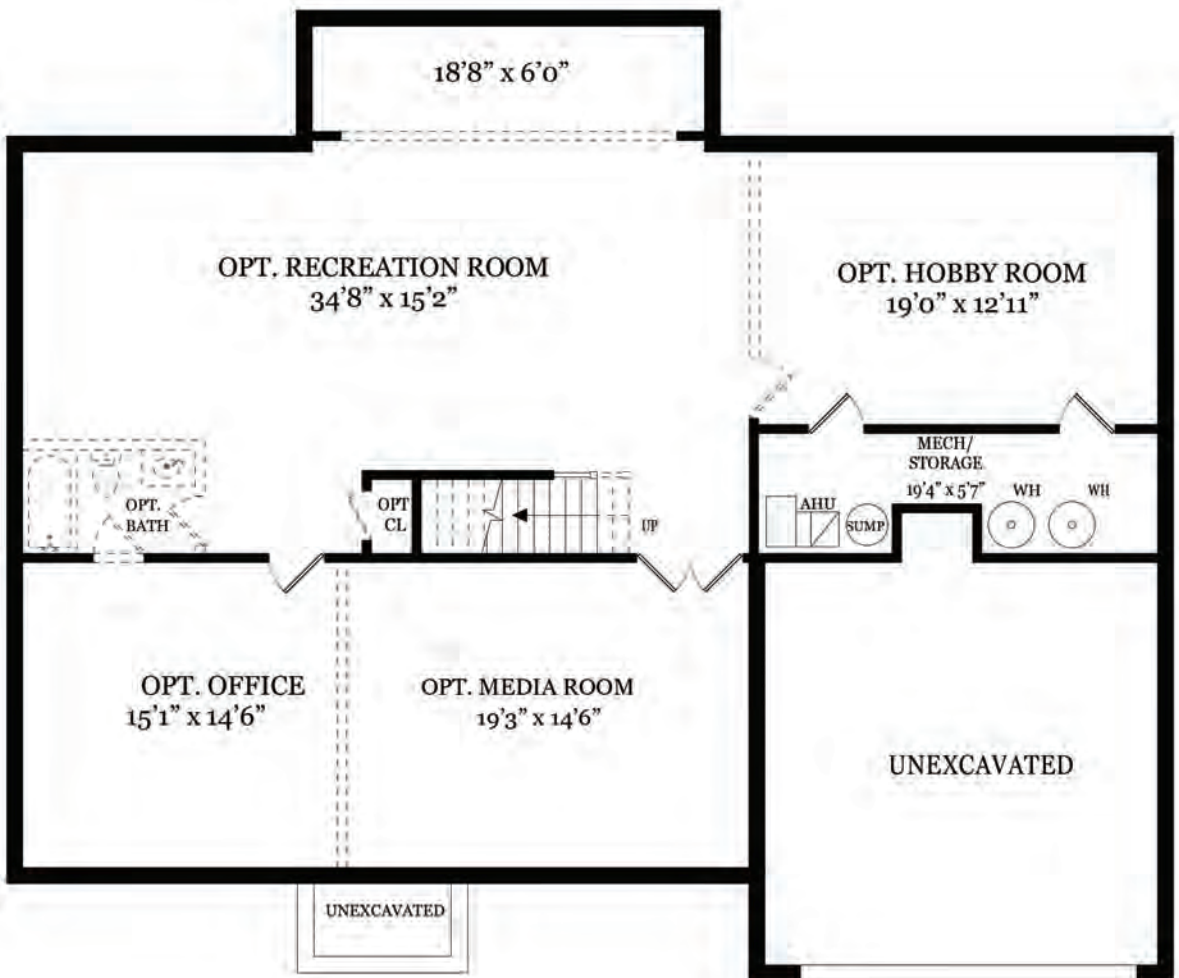 18’8” x 6’0”
OPT. RECREATION ROOM
34’8” x 15’2”
OPT. HOBBY ROOM
19’0” x 12’11”
MECH/
STORAGE
19’4” x 5’7”
AHU
SUMP
WH
WH
OPT.
BATH
OPT
CL
UP
OPT. OFFICE
15’1” x 14’6”
OPT. MEDIA ROOM
19’3” x 14’6”
UNEXCAVATED
UNEXCAVATED